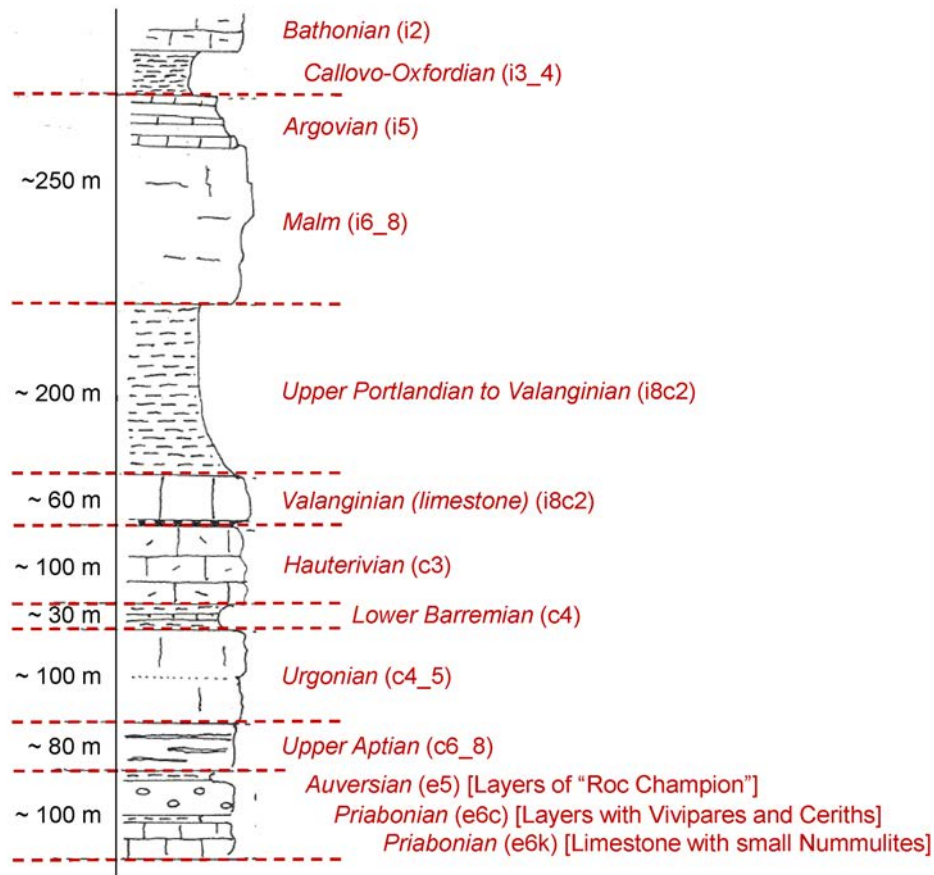 Bathonian (i2)
Callovo-Oxfordian (i3_4)
Argovian (i5)
~250 m
Malm (i6_8)
~ 200 m
Upper Portlandian to Valanginian (i8c2)
~ 60 m
Valanginian (limestone) (i8c2)
~ 100 m
Hauterivian (c3)
~ 30 m
Lower Barremian (c4)
~ 100 m
Urgonian (c4_5)
~ 80 m
Upper Aptian (c6_8)
Auversian (e5) [Layers of “Roc Champion”]
~ 100 m
Priabonian (e6c) [Layers with Vivipares and Ceriths]
Priabonian (e6k) [Limestone with small Nummulites]